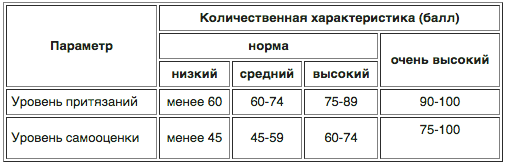 Параметр
Количественная характеристика (балл)
норма
очень высокий
низкий средний высокий
Уровень притязаний менее 60 60-74 75-89 90-100
Уровень самооценки менее 45 45-59 60-74 75-100